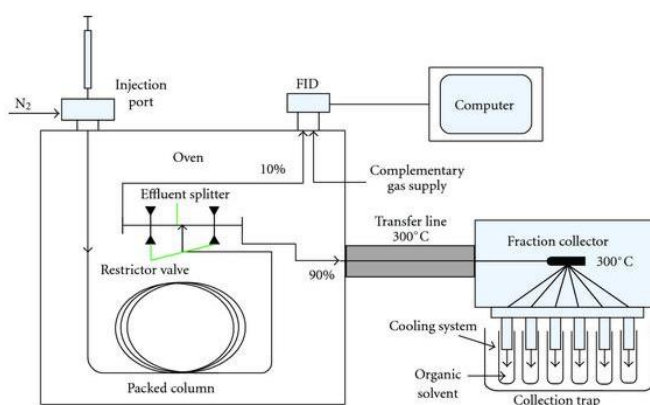 Injection
port
N2
FID
Computer
Oven
10%
Complementary
gas supply
Effluent splitter
Transfer line
300°C
Fraction collector
300°C
Restrictor valve
90%
Cooling system
Organic
solvent
Packed column
Collection trap